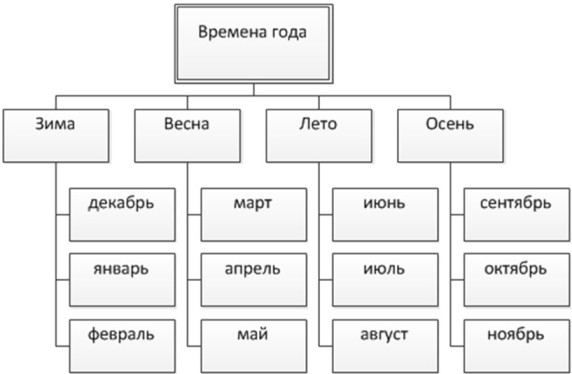 Времена года
Зима
Весна
Лето
Осень
декабрь
март
июнь
сентябрь
январь
апрель
июль
октябрь
февраль
май
август
ноябрь